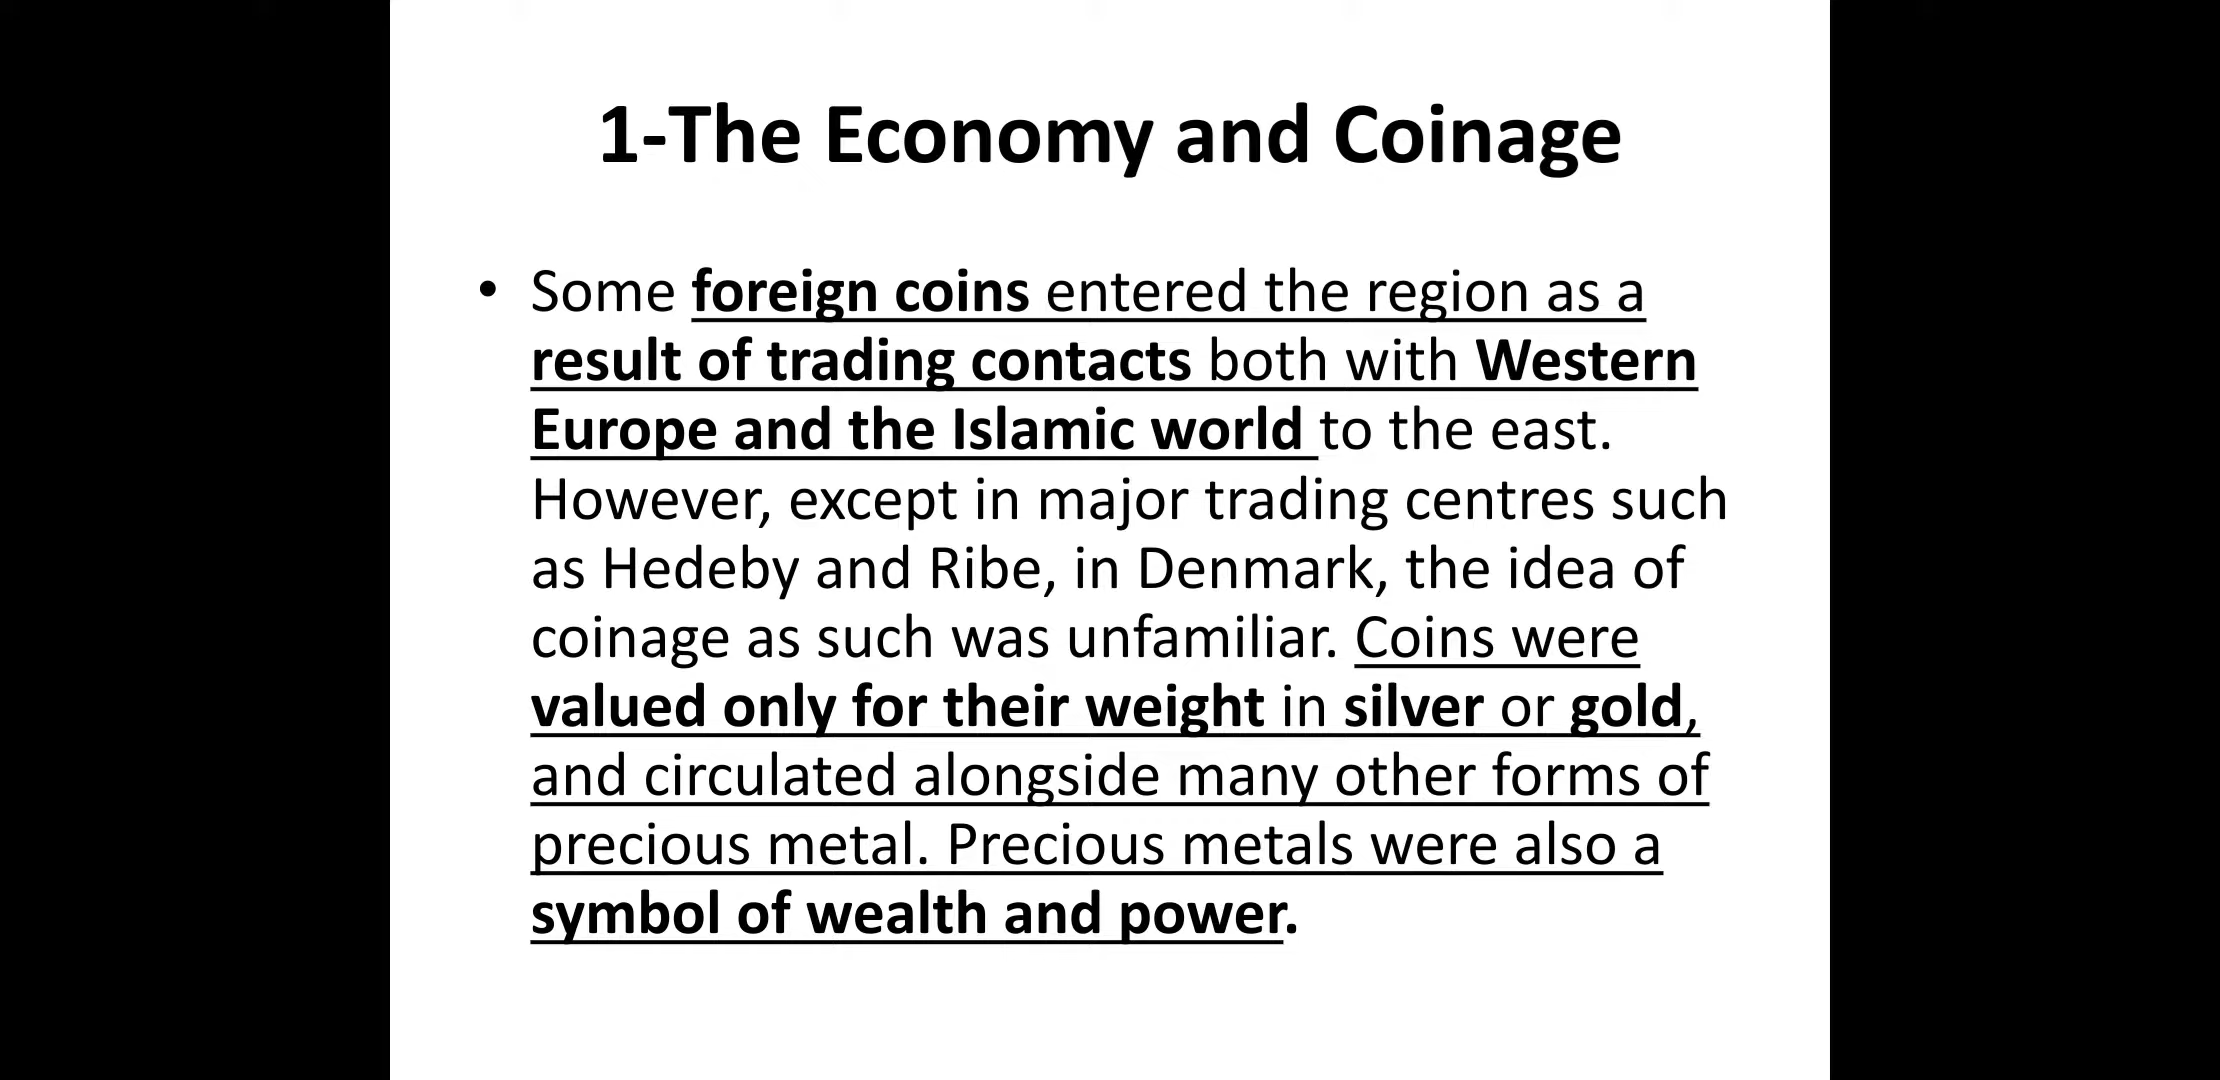 1-The Economy and Coinage
• Some foreign coins entered the region as a
result of trading contacts both with Western
Europe and the Islamic world to the east.
However, except in major trading centres such
as Hedeby and Ribe, in Denmark, the idea of
coinage as such was unfamiliar. Coins were
valued only for their weight in silver or gold,
and circulated alongside many other forms of
precious metal. Precious metals were also a
symbol of wealth and power.